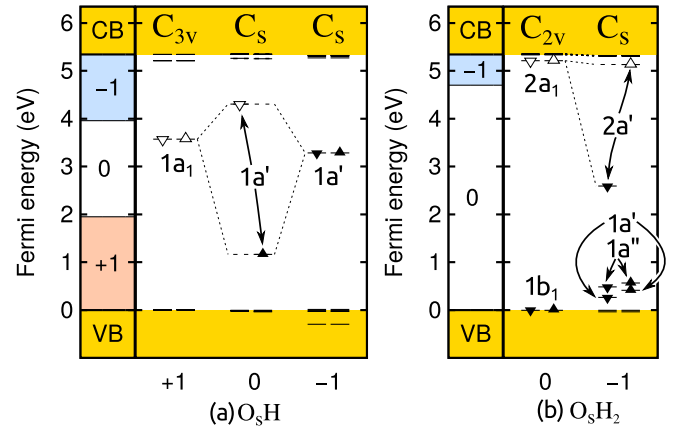 Fermi energy (eV)
6
5
4
3
2
1
0
CB
−1
0
+1
VB
C3v
Cs
Cs
1a1
1a'
1a'
+1
0
−1
(a) OsH
Fermi energy (eV)
6
5
4
3
2
1
0
CB
−1
0
VB
C2v
Cs
2a1
2a'
1a'
1a"
1b1
0
−1
(b) OsH2